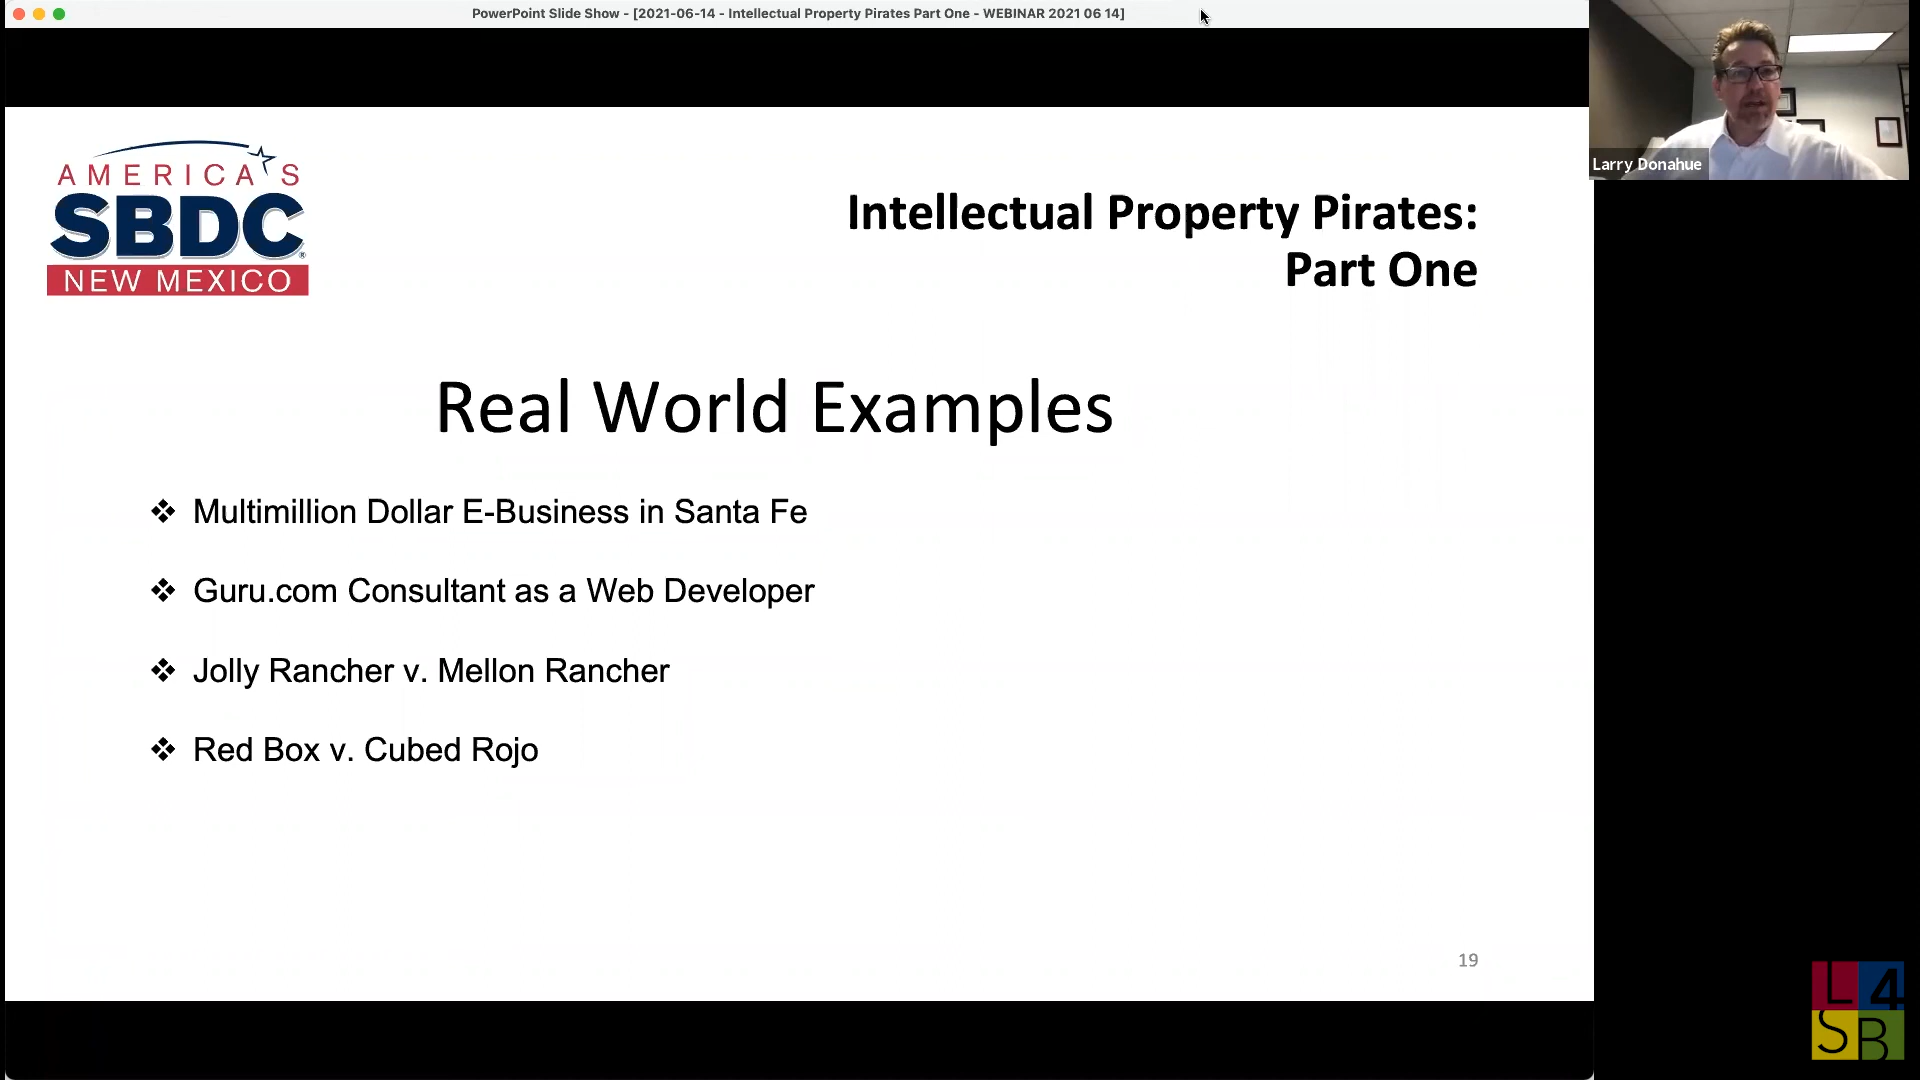 PowerPoint Slide Show - [2021-06-14 - Intellectual Property Pirates Part One - WEBINAR 2021 06 14]
Larry Donahue
AMERICA'S
SBDC
NEW MEXICO
Intellectual Property Pirates:
Part One
Real World Examples
❖ Multimillion Dollar E-Business in Santa Fe
❖ Guru.com Consultant as a Web Developer
❖ Jolly Rancher v. Mellon Rancher
❖ Red Box v. Cubed Rojo
19
L4
SB